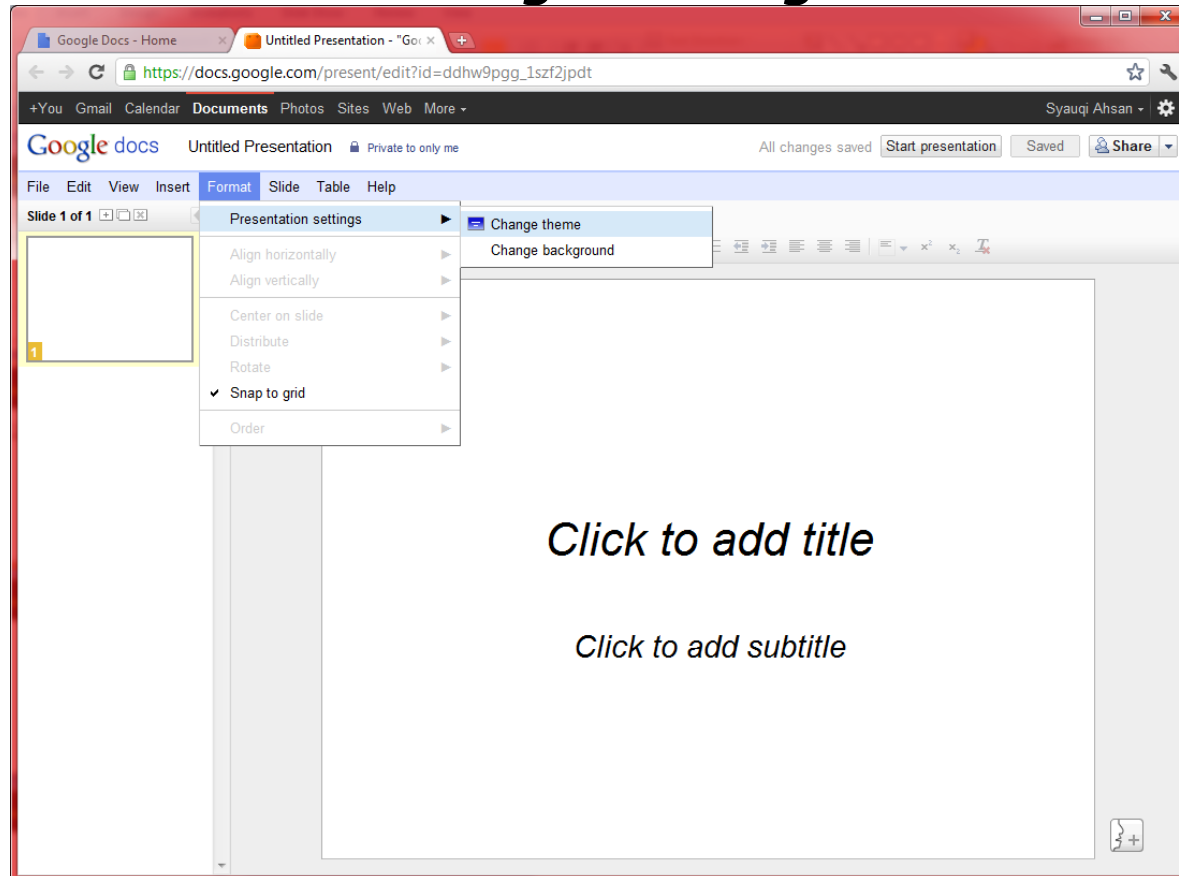 Google Docs - Home
Untitled Presentation - "Goo
https://docs.google.com/present/edit?id=ddhw9pgg_1szf2jpdt
+You Gmail Calendar Documents Photos Sites Web More
Syauqi Ahsan
Google docs Untitled Presentation Private to only me All changes saved Start presentation Saved Share
File Edit View Insert Format Slide Table Help
Slide 1 of 1
1
Presentation settings
Align horizontally
Align vertically
Center on slide
Distribute
Rotate
Snap to grid
Order
Change theme
Change background
Click to add title
Click to add subtitle